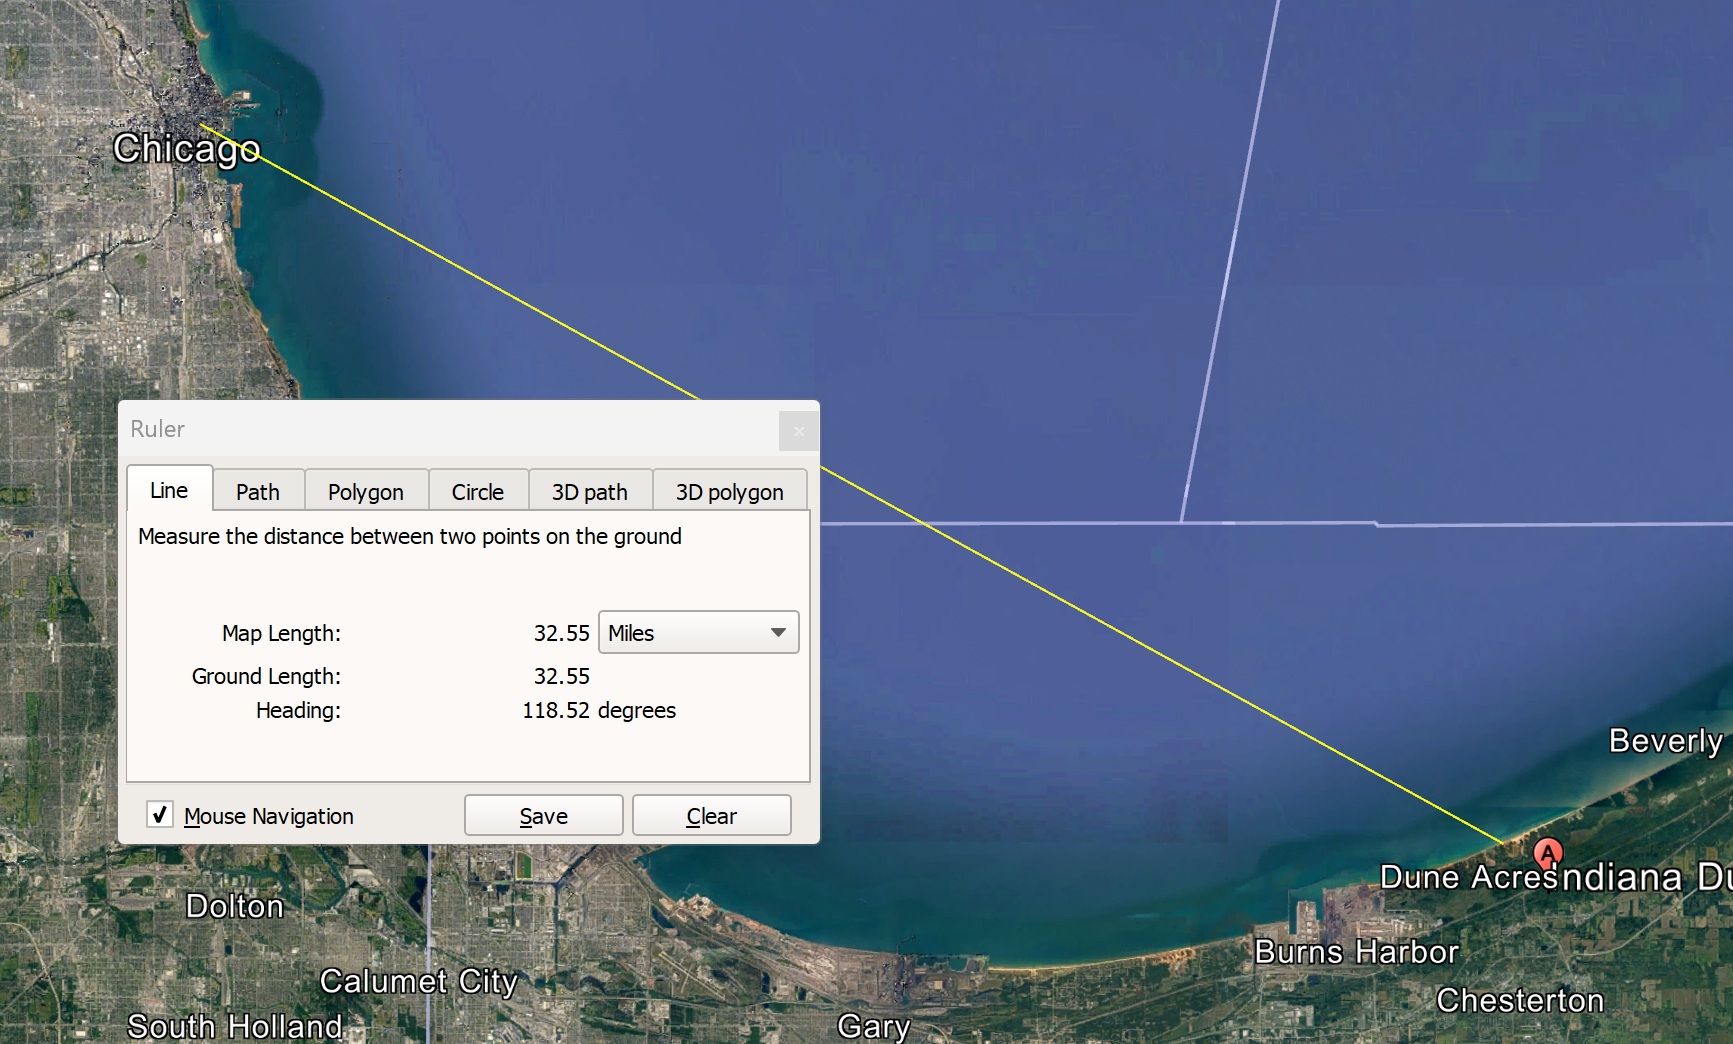 Chicago
Ruler
Line Path Polygon Circle 3D path 3D polygon
Measure the distance between two points on the ground
Map Length: 32.55 Miles
Ground Length: 32.55
Heading: 118.52 degrees
Mouse Navigation Save Clear
Beverly
A
Dune Acres Indiana Du
Dolton
Burns Harbor
Calumet City
Chesterton
South Holland
Gary